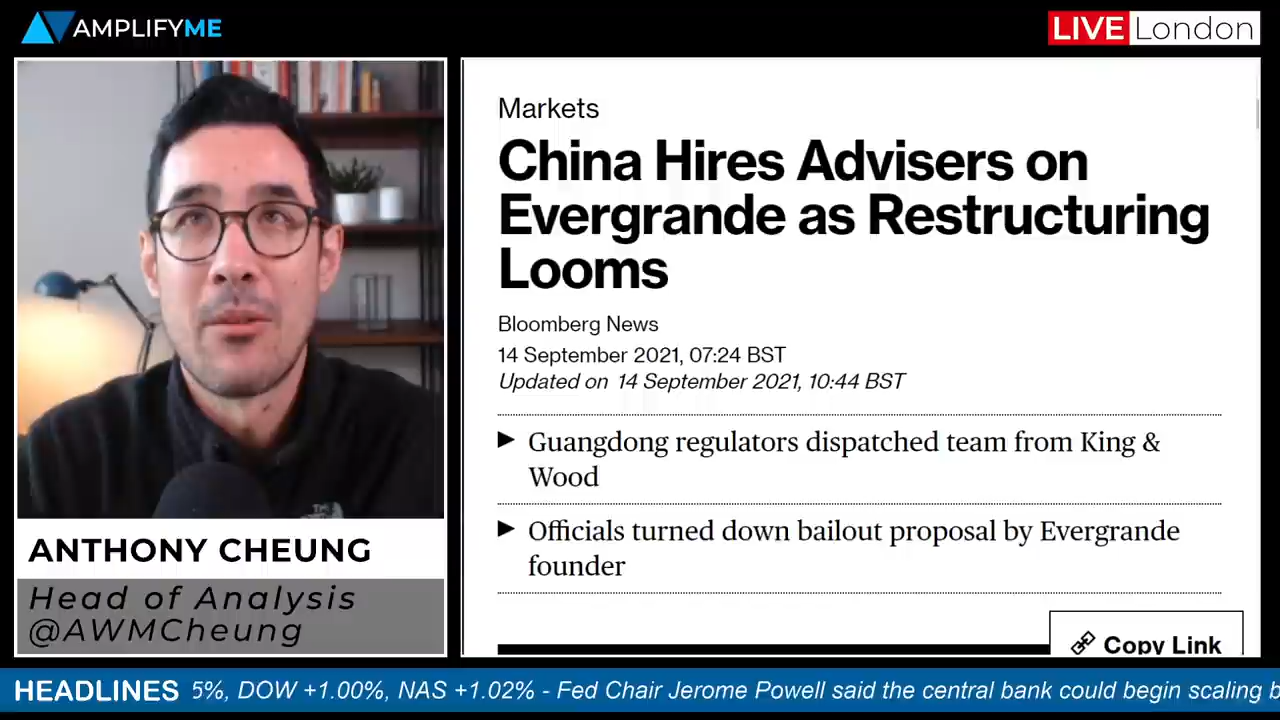 AMPLIFYME
LIVE London
Markets
China Hires Advisers on
Evergrande as Restructuring
Looms
Bloomberg News
14 September 2021, 07:24 BST
Updated on 14 September 2021, 10:44 BST
Guangdong regulators dispatched team from King &
Wood
Officials turned down bailout proposal by Evergrande
founder
Copy Link
ANTHONY CHEUNG
Head of Analysis
@AWMCheung
HEADLINES 5%, DOW +1.00%, NAS +1.02% - Fed Chair Jerome Powell said the central bank could begin scaling b